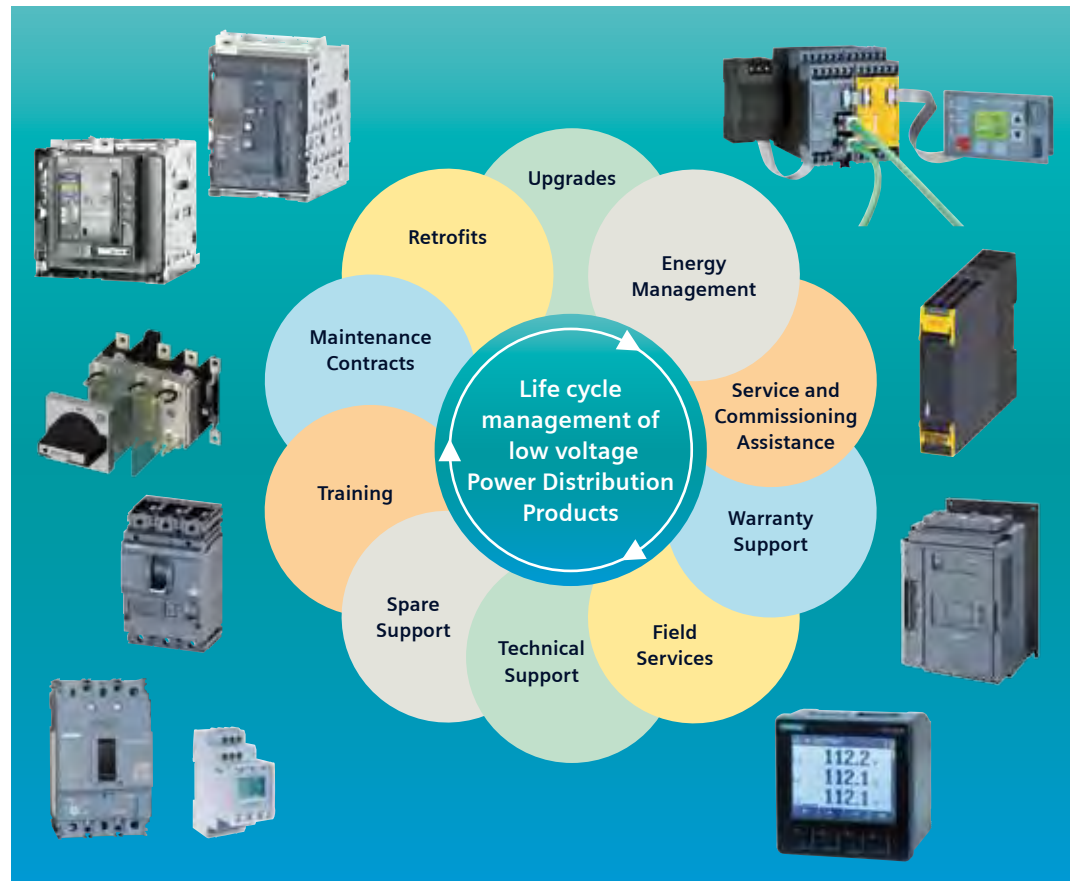 Upgrades
Energy
Management
Service and
Commissioning
Assistance
Warranty
Support
Field
Services
Technical
Support
Spare
Support
Training
Maintenance
Contracts
Retrofits
Life cycle
management of
low voltage
Power Distribution
Products
112.2
112.1
112.1